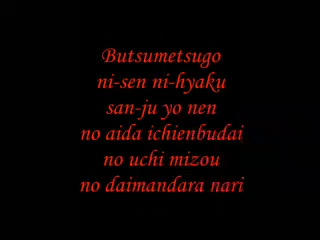 Butsumetsugo
ni-sen ni-hyaku
san-ju yo nen
no aida ichienbudai
no uchi mizou
no daimandara nari